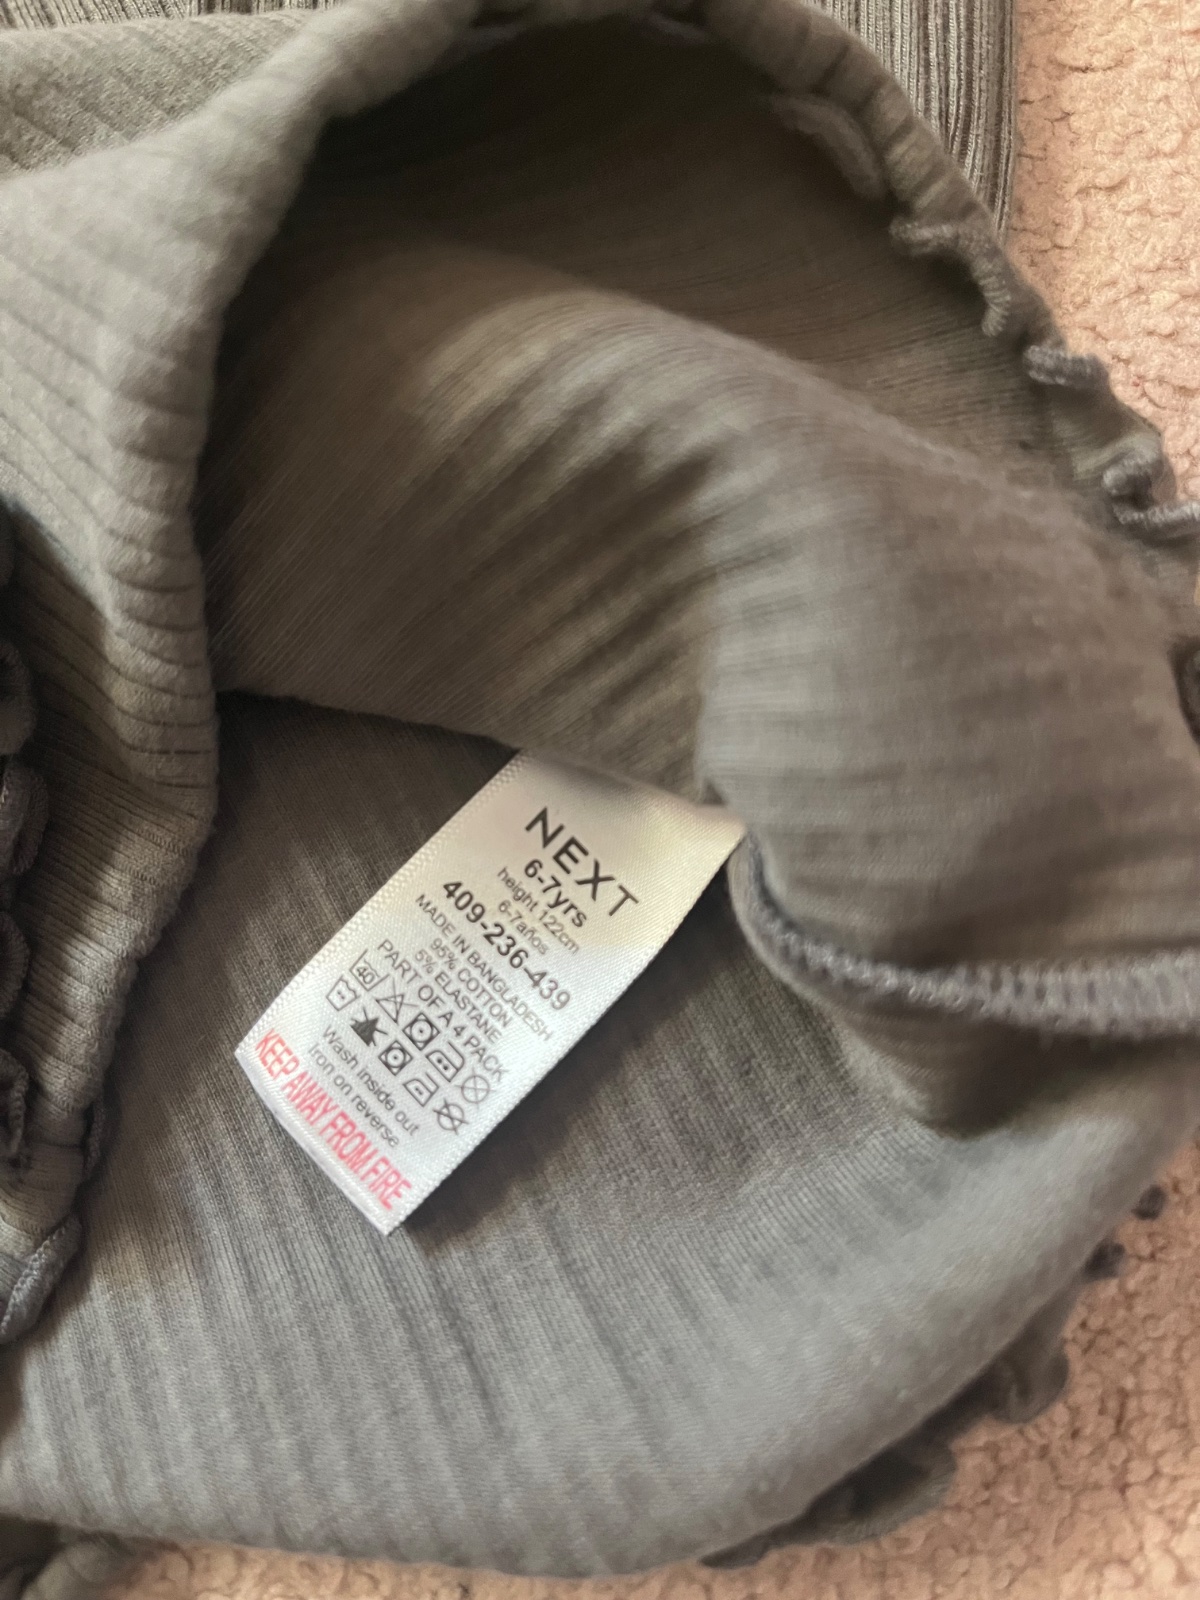 NEXT
6-7yrs
height 122cm
6-7años
409-236-439
MADE IN BANGLADESH
95% COTTON
5% ELASTANE
PART OF A 4 PACK
40
Wash inside out
Iron on reverse
KEEP AWAY FROM FIRE